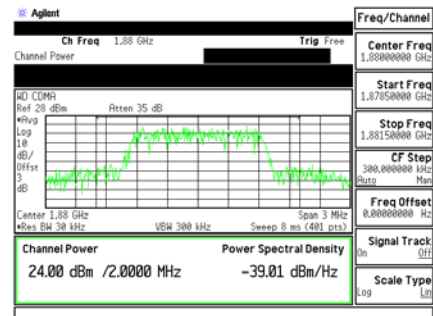 Agilent
Freq/Channel
Ch Freq 1.88 GHz Trig Free
Channel Power
Center Freq
1.88000000 GHz
Start Freq
1.87850000 GHz
Stop Freq
1.88150000 GHz
CF Step
300.000000 kHz
Auto Man
Freq Offset
0.00000000 Hz
Signal Track
On Off
Scale Type
Log Lin
WD CDMA
Ref 28 dBm Atten 35 dB
*Avg
Log
10
dB/
Offst
3
dB
Center 1.88 GHz Span 3 MHz
*Res BW 30 kHz VBW 300 kHz Sweep 8 ms (401 pts)
Channel Power Power Spectral Density
24.00 dBm /2.0000 MHz -39.01 dBm/Hz